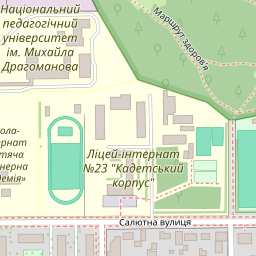 Національний
педагогічний
університет
ім. Михайла
Драгоманова
Маршрут здоров'я
Ліцей-інтернат
№23 "Кадетський
корпус"
Салютна вулиця